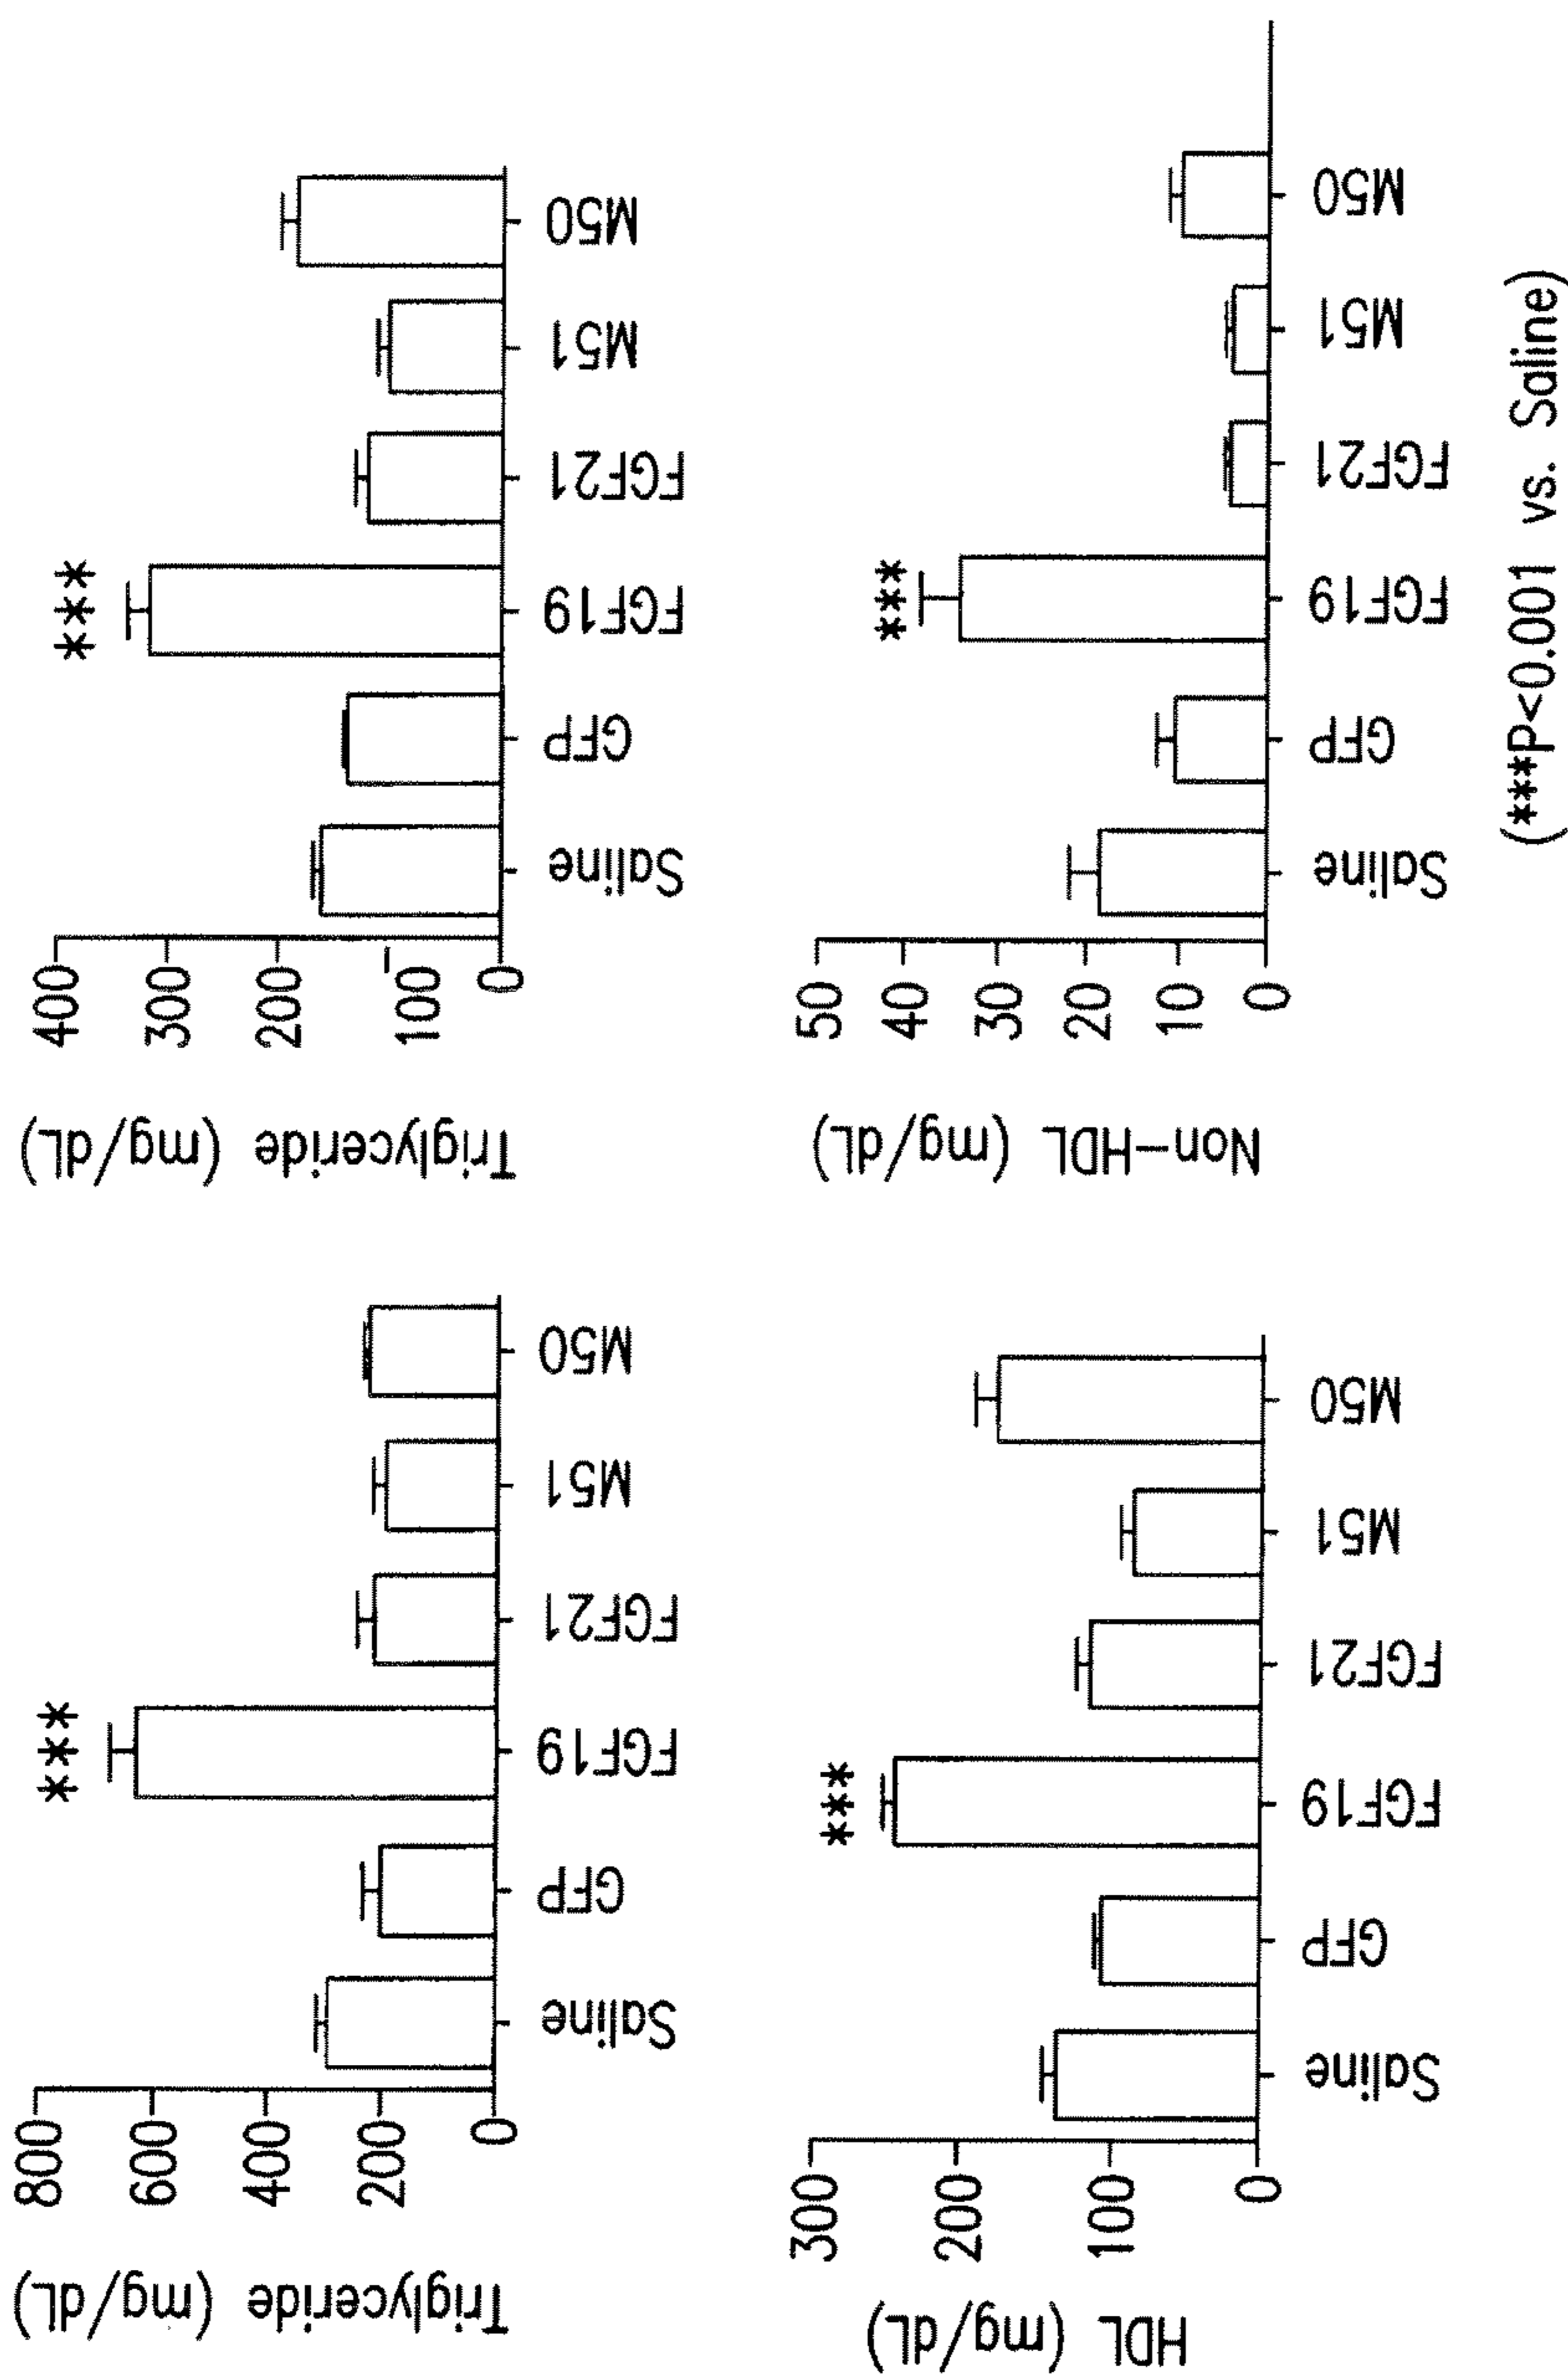 Triglyceride (mg/dL)
800
600
400
200
0
Saline
GFP
FGF19
FGF21
M51
M50
***
Triglyceride (mg/dL)
400
300
200
100
0
Saline
GFP
FGF19
FGF21
M51
M50
***
HDL (mg/dL)
300
200
100
0
Saline
GFP
FGF19
FGF21
M51
M50
***
Non-HDL (mg/dL)
50
40
30
20
10
0
Saline
GFP
FGF19
FGF21
M51
M50
***
(***P<0.001 vs. Saline)